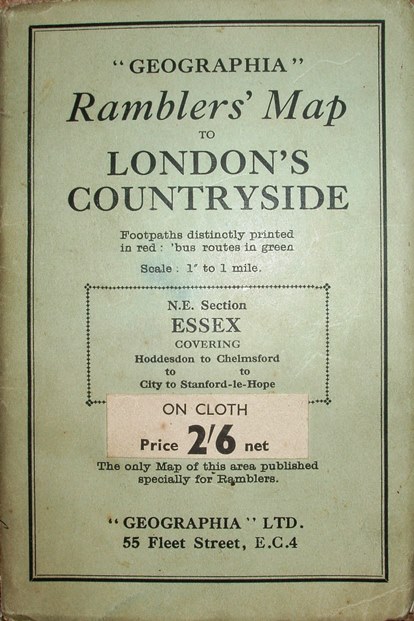 "GEOGRAPHIA"
Ramblers' Map
TO
LONDON'S
COUNTRYSIDE
Footpaths distinctly printed
in red : 'bus routes in green
Scale : 1" to 1 mile.
N.E. Section
ESSEX
COVERING
Hoddesdon to Chelmsford
to to
City to Stanford-le-Hope
ON CLOTH
Price 2/6 net
The only Map of this area published
specially for Ramblers.
"GEOGRAPHIA" LTD.
55 Fleet Street, E.C.4